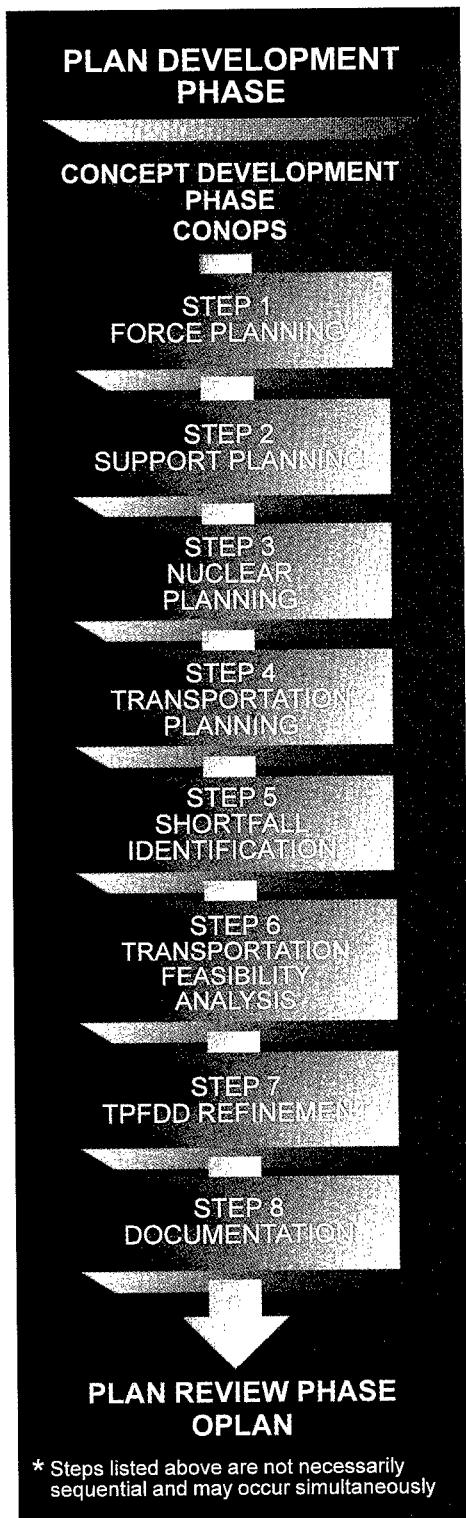 PLAN DEVELOPMENT
PHASE
CONCEPT DEVELOPMENT
PHASE
CONOPS
STEP 1
FORCE PLANNING
STEP 2
SUPPORT PLANNING
STEP 3
NUCLEAR
PLANNING
STEP 4
TRANSPORTATION
PLANNING
STEP 5
SHORTFALL
IDENTIFICATION
STEP 6
TRANSPORTATION
FEASIBILITY
ANALYSIS
STEP 7
TPFDD REFINEMENT
STEP 8
DOCUMENTATION
PLAN REVIEW PHASE
OPLAN
* Steps listed above are not necessarily
sequential and may occur simultaneously